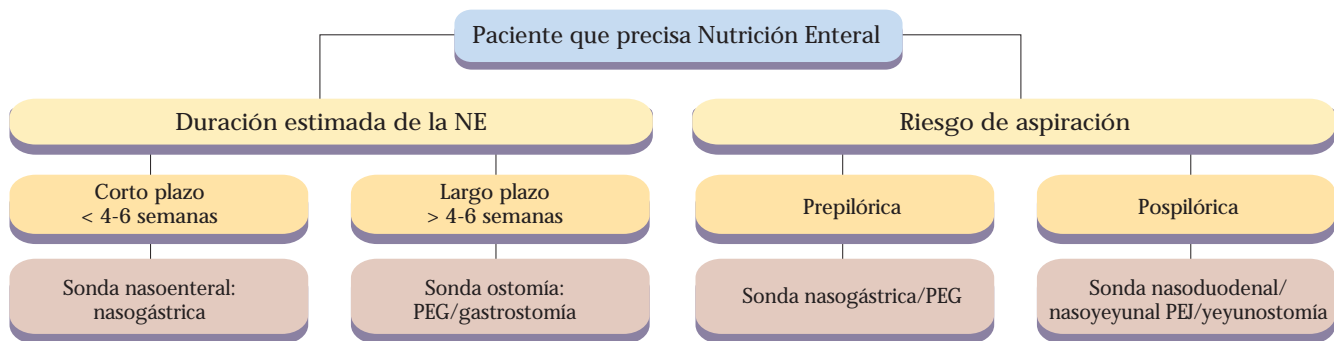 Paciente que precisa Nutrición Enteral
Duración estimada de la NE
Riesgo de aspiración
Corto plazo
< 4-6 semanas
Largo plazo
> 4-6 semanas
Prepilórica
Pospilórica
Sonda nasoenteral:
nasogástrica
Sonda ostomía:
PEG/gastrostomía
Sonda nasogástrica/PEG
Sonda nasoduodenal/
nasoyeyunal PEJ/yeyunostomía